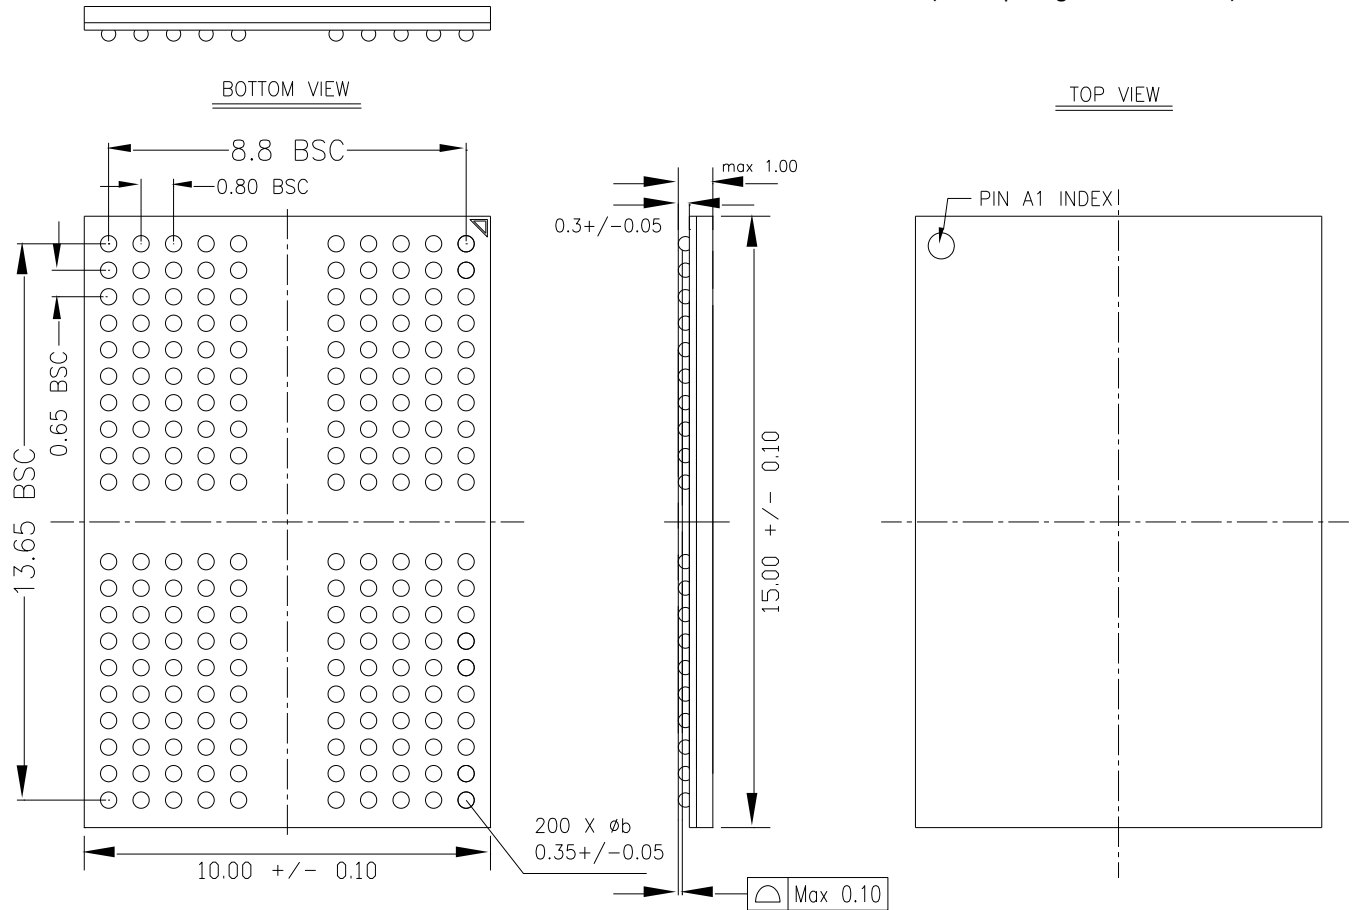 BOTTOM VIEW
TOP VIEW
8.8 BSC
0.80 BSC
max 1.00
0.3+/-0.05
PIN A1 INDEX
0.65 BSC
13.65 BSC
15.00 +/- 0.10
200 X øb
0.35+/-0.05
10.00 +/- 0.10
Max 0.10